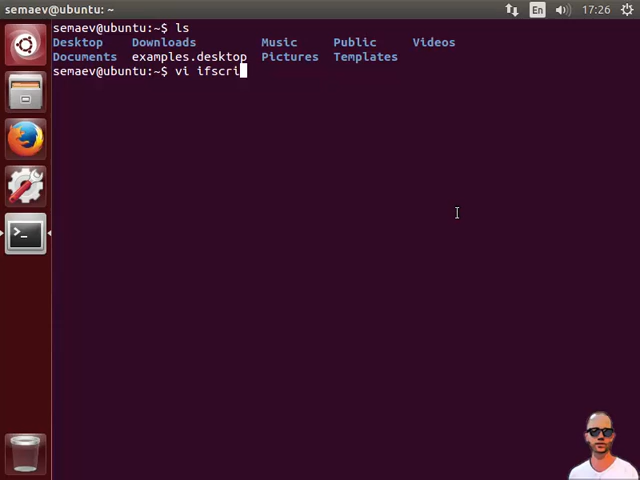 semaev@ubuntu: ~ En 17:26
semaev@ubuntu:~$ ls
Desktop Downloads Music Public Videos
Documents examples.desktop Pictures Templates
semaev@ubuntu:~$ vi ifscri
>_